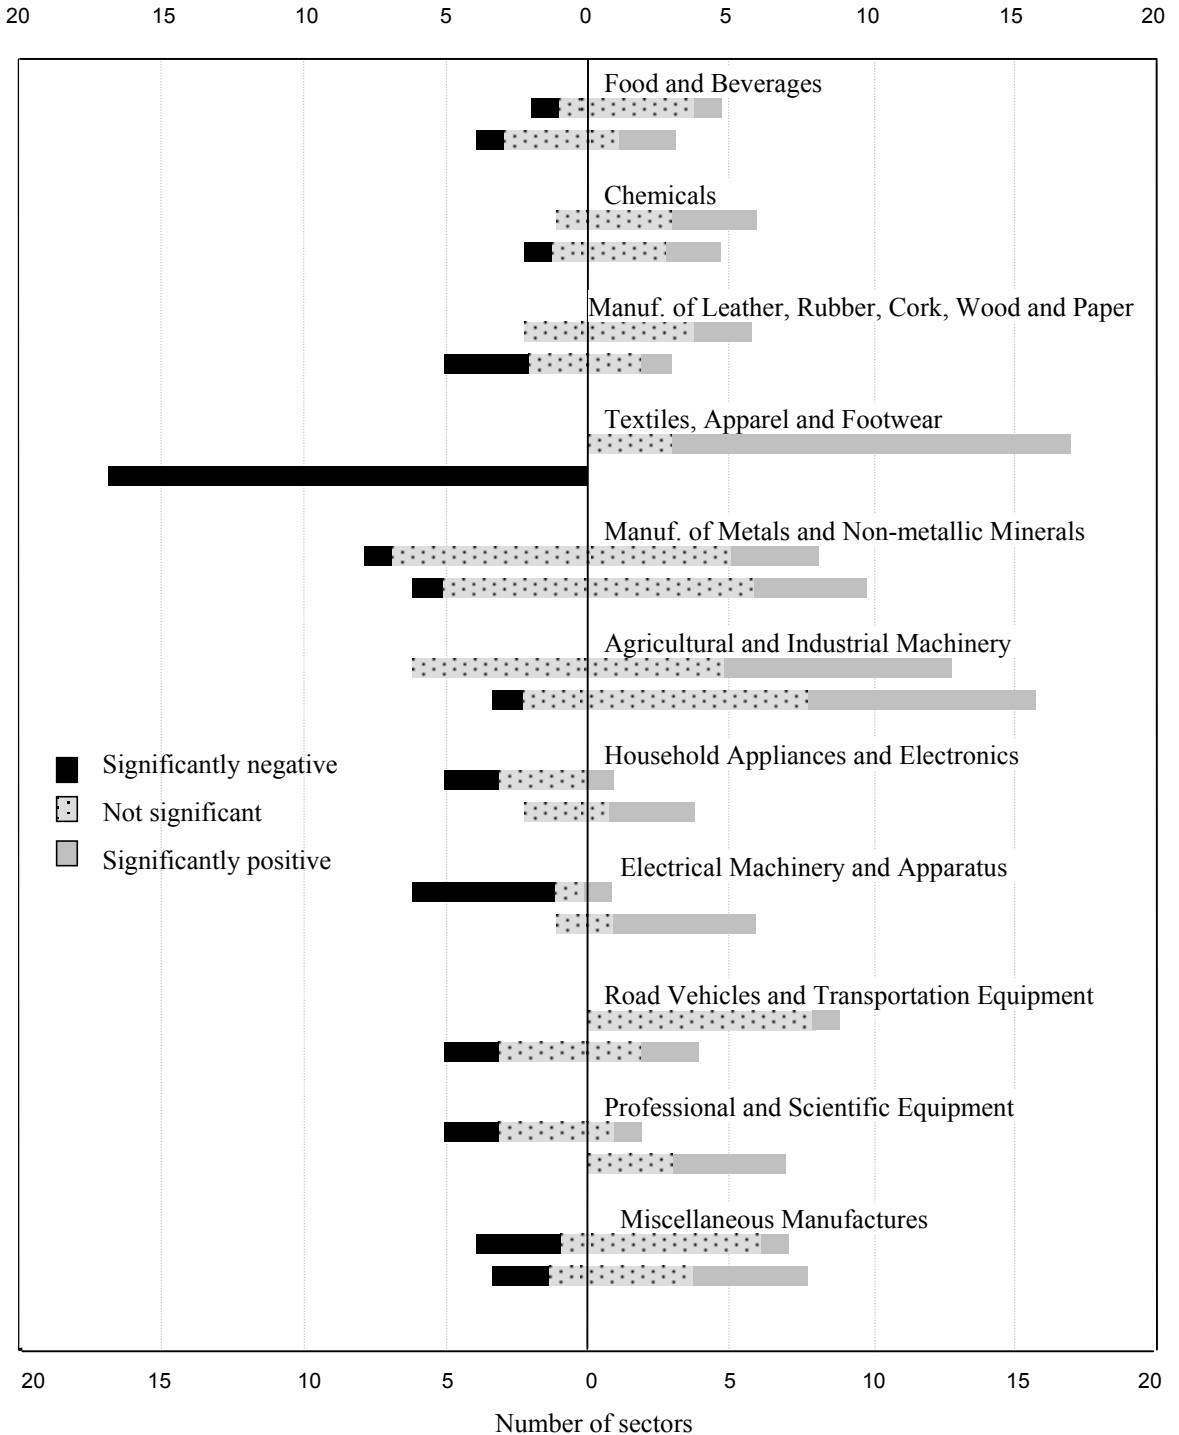 20 15 10 5 0 5 10 15 20
Food and Beverages
Chemicals
Manuf. of Leather, Rubber, Cork, Wood and Paper
Textiles, Apparel and Footwear
Manuf. of Metals and Non-metallic Minerals
Agricultural and Industrial Machinery
Household Appliances and Electronics
Significantly negative
Not significant
Significantly positive
Electrical Machinery and Apparatus
Road Vehicles and Transportation Equipment
Professional and Scientific Equipment
Miscellaneous Manufactures
20 15 10 5 0 5 10 15 20
Number of sectors